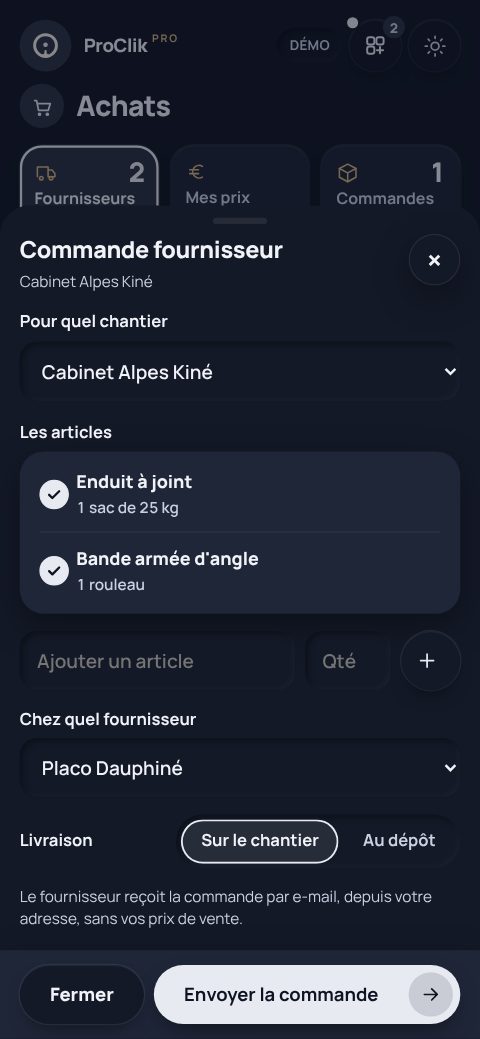 ProClik PRO
DÉMO
2
Achats
2
Fournisseurs
Mes prix
1
Commandes
Commande fournisseur
Cabinet Alpes Kiné
Pour quel chantier
Cabinet Alpes Kiné
Les articles
Enduit à joint
1 sac de 25 kg
Bande armée d'angle
1 rouleau
Ajouter un article
Qté
Chez quel fournisseur
Placo Dauphiné
Livraison
Sur le chantier
Au dépôt
Le fournisseur reçoit la commande par e-mail, depuis votre
adresse, sans vos prix de vente.
Fermer
Envoyer la commande